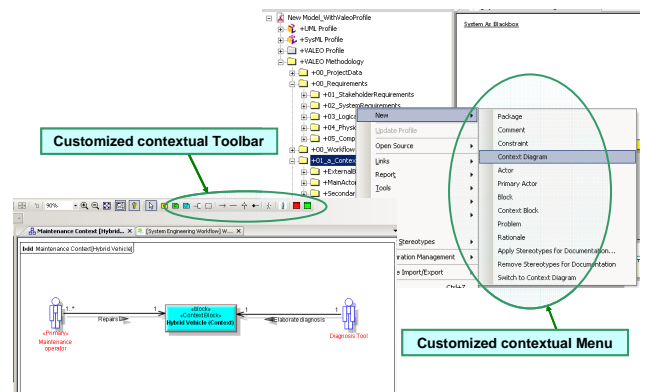 New Model_WithValeoProfile
+UML Profile
+SysML Profile
+VALEO Profile
+VALEO Methodology
+00_ProjectData
+00_Requirements
+01_StakeholderRequirements
+02_SystemRequirements
+03_Logica
+04_Physi
+05_Comp
+00_Workflow
+01_a_Contex
+ExternalB
+MainActor
+Secondar
System As Blackbox
New
Update Profile
Open Source
Links
Report
Tools
Stereotypes
ration Management
e Import/Export
Ctrl+Z
Package
Comment
Constraint
Context Diagram
Actor
Primary Actor
Block
Context Block
Problem
Rationale
Apply Stereotypes for Documentation...
Remove Stereotypes for Documentation
Switch to Context Diagram
Customized contextual Toolbar
90%
Maintenance Context [Hybrid... X
[System Engineering Workflow] W... X
bdd Maintenance Context[Hybrid Vehicle]
1..*
Repairs
1
«block»
«ContextBlock»
Hybrid Vehicle (Context)
1
Elaborate diagnosis
1
«Primary»
Maintenance
operator
Diagnosis Tool
Customized contextual Menu